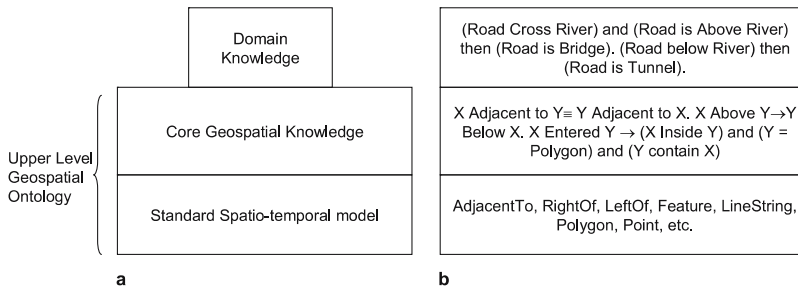 Domain
Knowledge
Core Geospatial Knowledge
Standard Spatio-temporal model
Upper Level
Geospatial
Ontology
a
(Road Cross River) and (Road is Above River)
then (Road is Bridge). (Road below River) then
(Road is Tunnel).
X Adjacent to Y≡ Y Adjacent to X. X Above Y→Y
Below X. X Entered Y → (X Inside Y) and (Y =
Polygon) and (Y contain X)
AdjacentTo, RightOf, LeftOf, Feature, LineString,
Polygon, Point, etc.
b